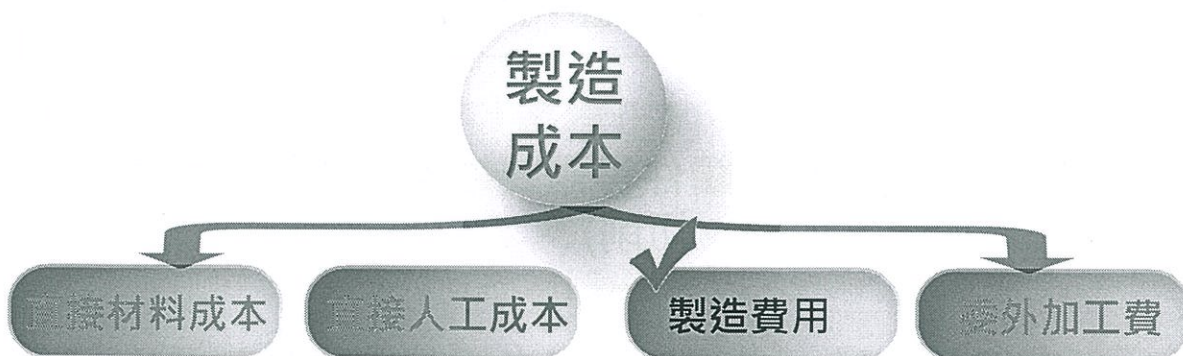 製造
成本
直接材料成本
直接人工成本
製造費用
委外加工費